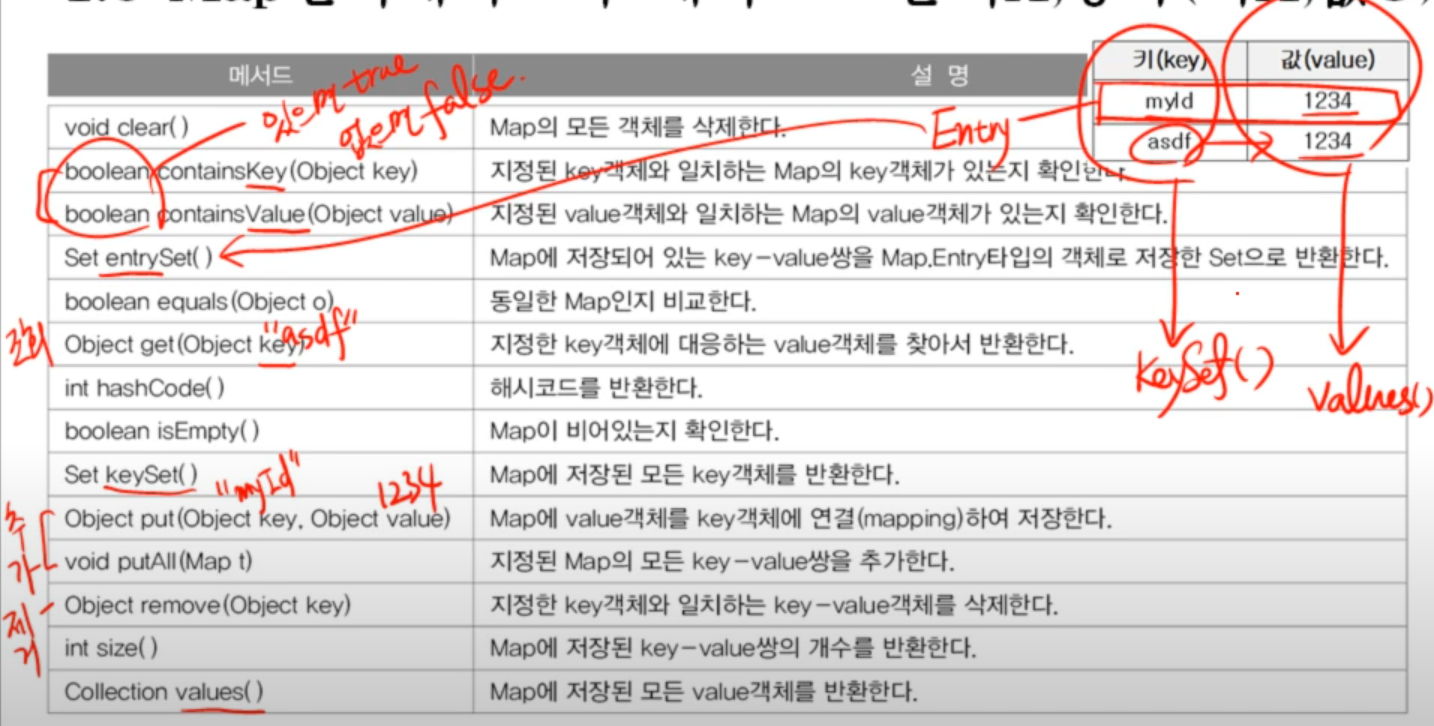 메서드 설 명
키(key) 값(value)
myId 1234
asdf 1234
있으면 true
없으면 false.
Entry
void clear() Map의 모든 객체를 삭제한다.
boolean containsKey(Object key) 지정된 key객체와 일치하는 Map의 key객체가 있는지 확인한다.
boolean containsValue(Object value) 지정된 value객체와 일치하는 Map의 value객체가 있는지 확인한다.
Set entrySet() Map에 저장되어 있는 key-value쌍을 Map.Entry타입의 객체로 저장한 Set으로 반환한다.
boolean equals(Object o) 동일한 Map인지 비교한다.
"asdf"
조회
Object get(Object key) 지정한 key객체에 대응하는 value객체를 찾아서 반환한다.
KeySet()
values()
int hashCode() 해시코드를 반환한다.
boolean isEmpty() Map이 비어있는지 확인한다.
Set keySet() Map에 저장된 모든 key객체를 반환한다.
"myId" 1234
추가
Object put(Object key, Object value) Map에 value객체를 key객체에 연결(mapping)하여 저장한다.
void putAll(Map t) 지정된 Map의 모든 key-value쌍을 추가한다.
제거
Object remove(Object key) 지정한 key객체와 일치하는 key-value객체를 삭제한다.
int size() Map에 저장된 key-value쌍의 개수를 반환한다.
Collection values() Map에 저장된 모든 value객체를 반환한다.